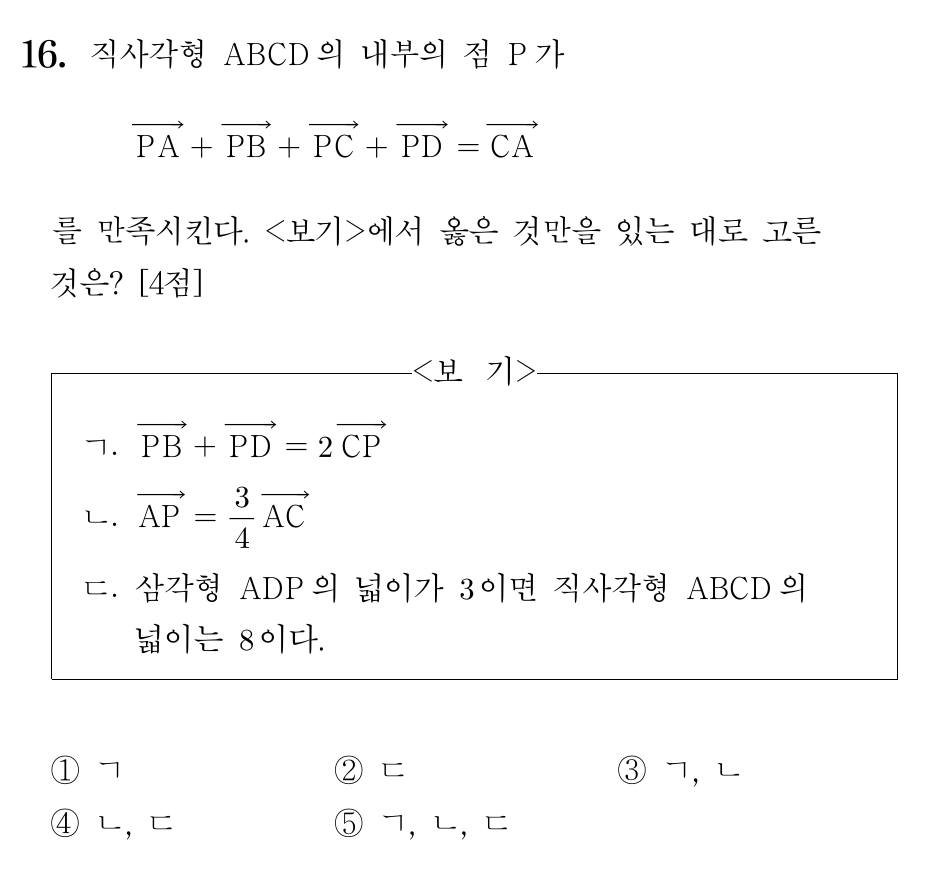 16. 직사각형 ABCD의 내부의 점 P가
$\overrightarrow{PA} + \overrightarrow{PB} + \overrightarrow{PC} + \overrightarrow{PD} = \overrightarrow{CA}$
를 만족시킨다. <보기>에서 옳은 것만을 있는 대로 고른
것은? [4점]
<보 기>
ㄱ. $\overrightarrow{PB} + \overrightarrow{PD} = 2\overrightarrow{CP}$
ㄴ. $\overrightarrow{AP} = \frac{3}{4}\overrightarrow{AC}$
ㄷ. 삼각형 ADP의 넓이가 3이면 직사각형 ABCD의
넓이는 8이다.
① ㄱ ② ㄷ ③ ㄱ, ㄴ
④ ㄴ, ㄷ ⑤ ㄱ, ㄴ, ㄷ